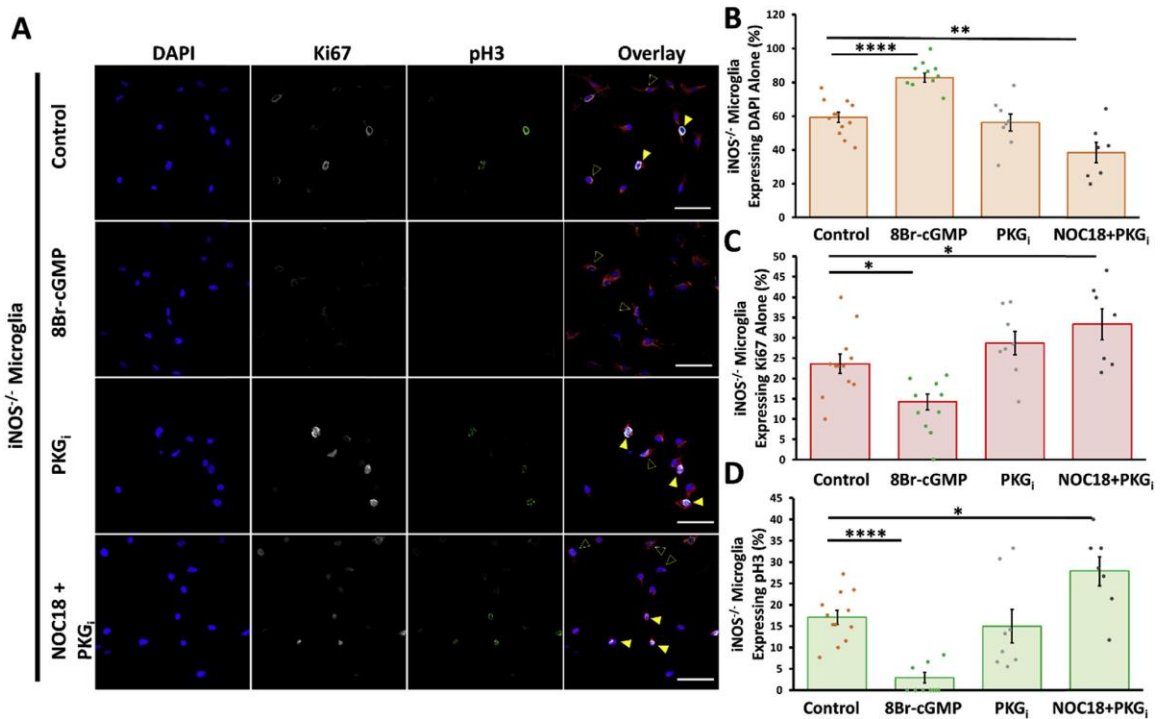 A
DAPI Ki67 pH3 Overlay
iNOS-/- Microglia
Control
8Br-cGMP
PKGi
NOC18 +
PKGi
B
iNOS-/- Microglia
Expressing DAPI Alone (%)
120
100
80
60
40
20
0
**
****
Control 8Br-cGMP PKGi NOC18+PKGi
C
iNOS-/- Microglia
Expressing Ki67 Alone (%)
50
45
40
35
30
25
20
15
10
5
0
*
*
Control 8Br-cGMP PKGi NOC18+PKGi
D
iNOS-/- Microglia
Expressing pH3 (%)
45
40
35
30
25
20
15
10
5
0
*
****
Control 8Br-cGMP PKGi NOC18+PKGi